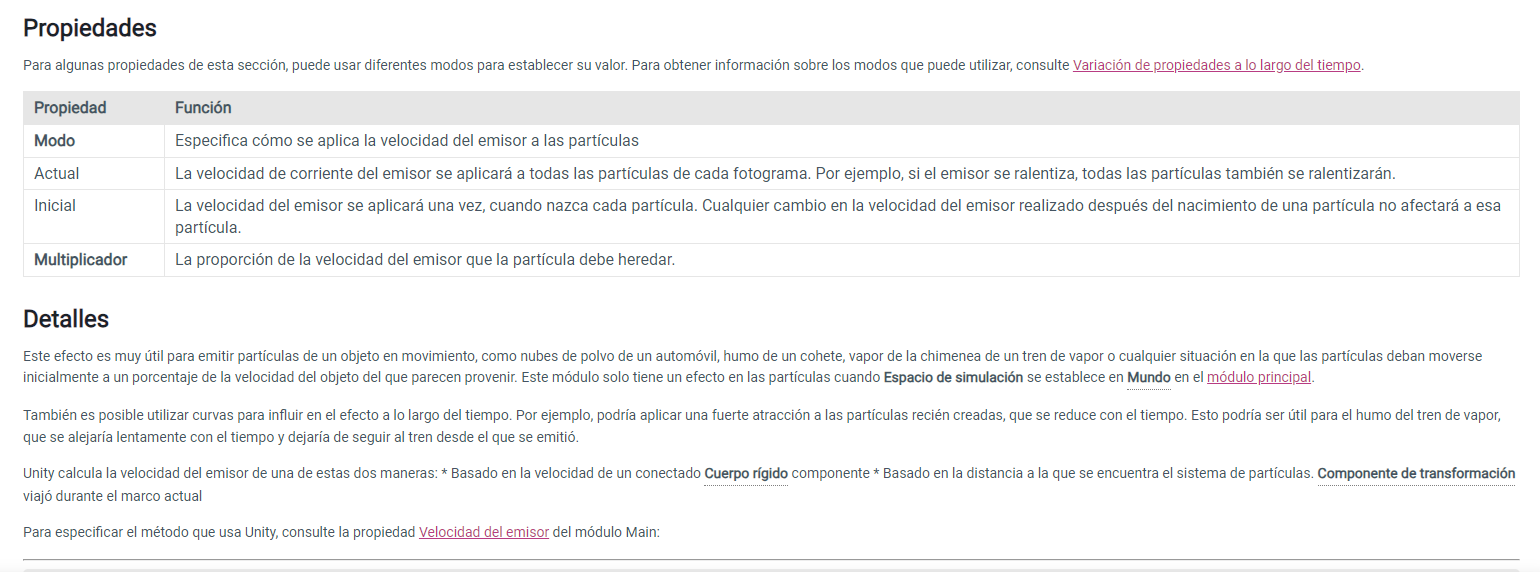 Propiedades
Para algunas propiedades de esta sección, puede usar diferentes modos para establecer su valor. Para obtener información sobre los modos que puede utilizar, consulte Variación de propiedades a lo largo del tiempo.
Propiedad Función
Modo Especifica cómo se aplica la velocidad del emisor a las partículas
Actual La velocidad de corriente del emisor se aplicará a todas las partículas de cada fotograma. Por ejemplo, si el emisor se ralentiza, todas las partículas también se ralentizarán.
Inicial La velocidad del emisor se aplicará una vez, cuando nazca cada partícula. Cualquier cambio en la velocidad del emisor realizado después del nacimiento de una partícula no afectará a esa
partícula.
Multiplicador La proporción de la velocidad del emisor que la partícula debe heredar.
Detalles
Este efecto es muy útil para emitir partículas de un objeto en movimiento, como nubes de polvo de un automóvil, humo de un cohete, vapor de la chimenea de un tren de vapor o cualquier situación en la que las partículas deban moverse
inicialmente a un porcentaje de la velocidad del objeto del que parecen provenir. Este módulo solo tiene un efecto en las partículas cuando Espacio de simulación se establece en Mundo en el módulo principal.
También es posible utilizar curvas para influir en el efecto a lo largo del tiempo. Por ejemplo, podría aplicar una fuerte atracción a las partículas recién creadas, que se reduce con el tiempo. Esto podría ser útil para el humo del tren de vapor,
que se alejaría lentamente con el tiempo y dejaría de seguir al tren desde el que se emitió.
Unity calcula la velocidad del emisor de una de estas dos maneras: * Basado en la velocidad de un conectado Cuerpo rígido componente * Basado en la distancia a la que se encuentra el sistema de partículas. Componente de transformación
viajó durante el marco actual
Para especificar el método que usa Unity, consulte la propiedad Velocidad del emisor del módulo Main: